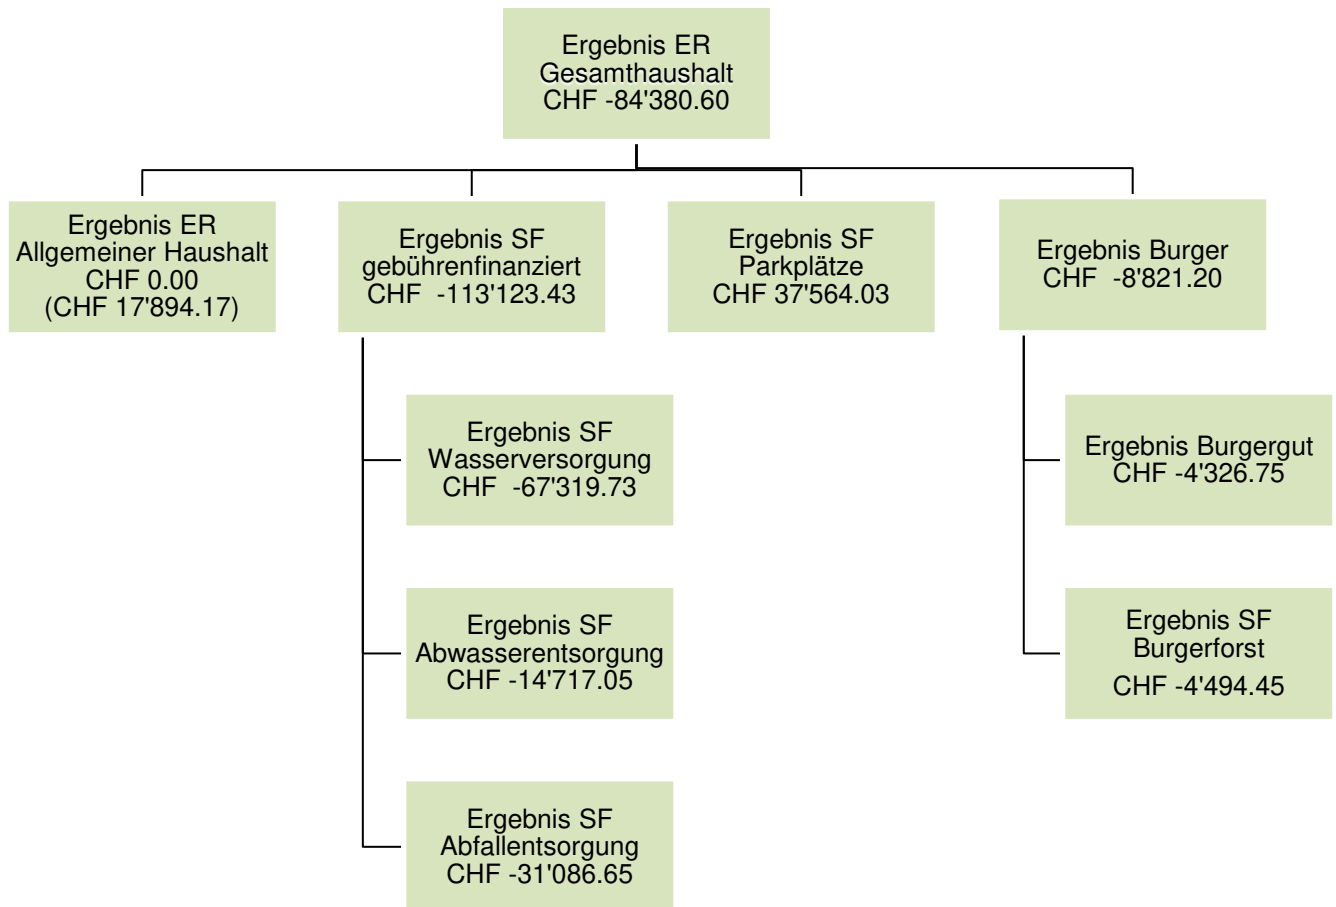 Ergebnis ER
Gesamthaushalt
CHF -84'380.60
Ergebnis ER
Allgemeiner Haushalt
CHF 0.00
(CHF 17'894.17)
Ergebnis SF
gebührenfinanziert
CHF -113'123.43
Ergebnis SF
Parkplätze
CHF 37'564.03
Ergebnis Burger
CHF -8'821.20
Ergebnis SF
Wasserversorgung
CHF -67'319.73
Ergebnis Burgergut
CHF -4'326.75
Ergebnis SF
Abwasserentsorgung
CHF -14'717.05
Ergebnis SF
Burgerforst
CHF -4'494.45
Ergebnis SF
Abfallentsorgung
CHF -31'086.65